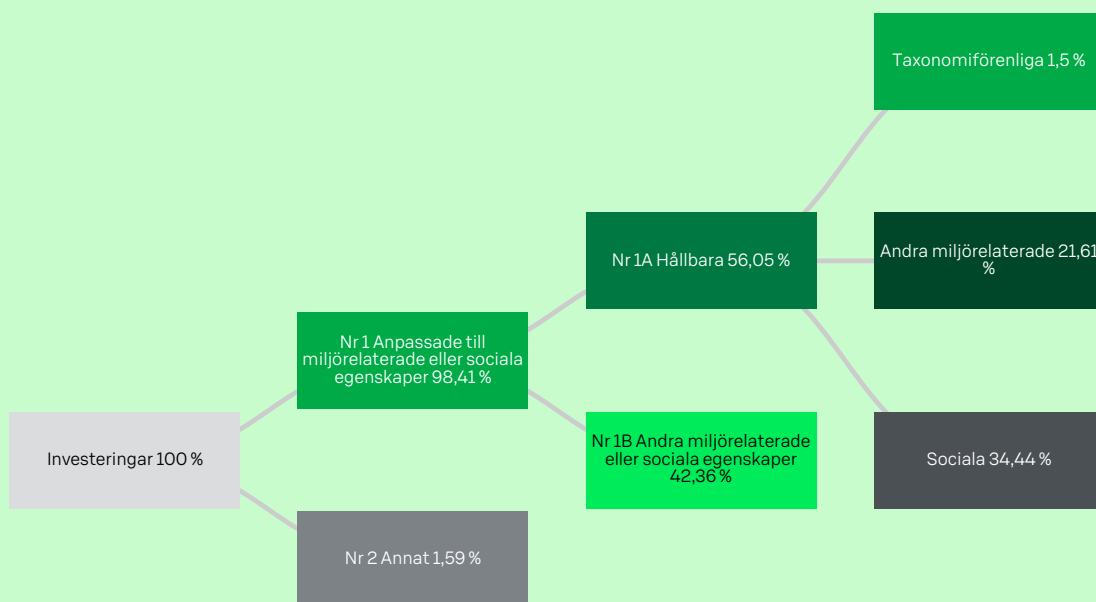 Taxonomiförenliga 1,5 %
Nr 1A Hållbara 56,05 %
Andra miljörelaterade 21,61
%
Nr 1 Anpassade till
miljörelaterade eller sociala
egenskaper 98,41 %
Investeringar 100 %
Nr 1B Andra miljörelaterade
eller sociala egenskaper
42,36 %
Sociala 34,44 %
Nr 2 Annat 1,59 %